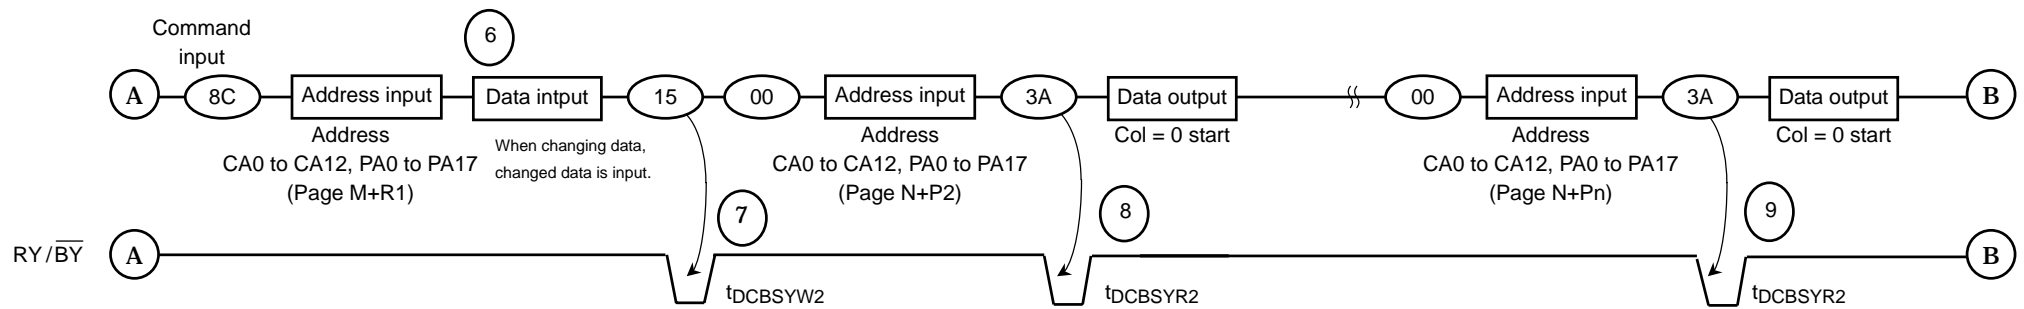 Command
input
6
A 8C Address input Data intput 15 00 Address input 3A Data output 00 Address input 3A Data output B
Address
CA0 to CA12, PA0 to PA17
(Page M+R1)
When changing data,
changed data is input.
Address
CA0 to CA12, PA0 to PA17
(Page N+P2)
Col = 0 start
Address
CA0 to CA12, PA0 to PA17
(Page N+Pn)
Col = 0 start
7 8 9
RY/BY A B
tDCBSYW2 tDCBSYR2 tDCBSYR2